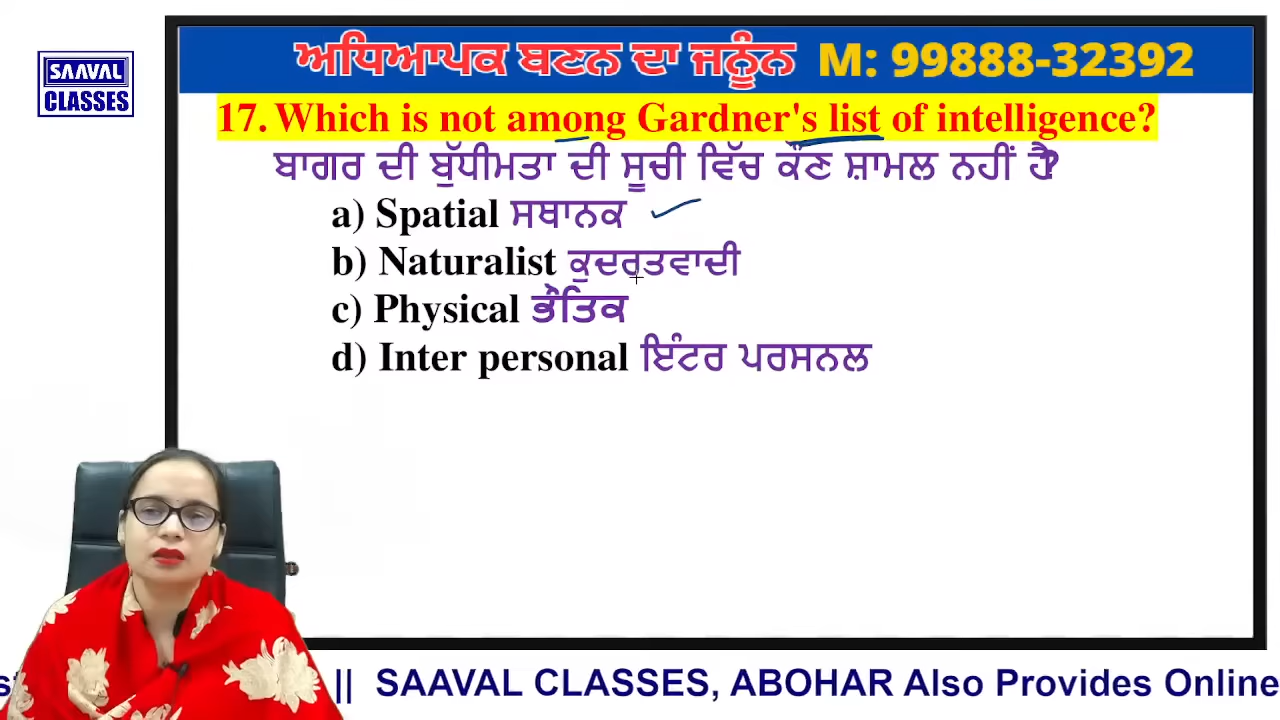 SAAVAL
CLASSES
ਅਧਿਆਪਕ ਬਣਨ ਦਾ ਜਨੂੰਨ M: 99888-32392
17. Which is not among Gardner's list of intelligence?
ਬਾਗਰ ਦੀ ਬੁੱਧੀਮਤਾ ਦੀ ਸੂਚੀ ਵਿੱਚ ਕੌਣ ਸ਼ਾਮਲ ਨਹੀਂ ਹੈ?
a) Spatial ਸਥਾਨਕ
b) Naturalist ਕੁਦਰਤਵਾਦੀ
c) Physical ਭੌਤਿਕ
d) Inter personal ਇੰਟਰ ਪਰਸਨਲ
|| SAAVAL CLASSES, ABOHAR Also Provides Online